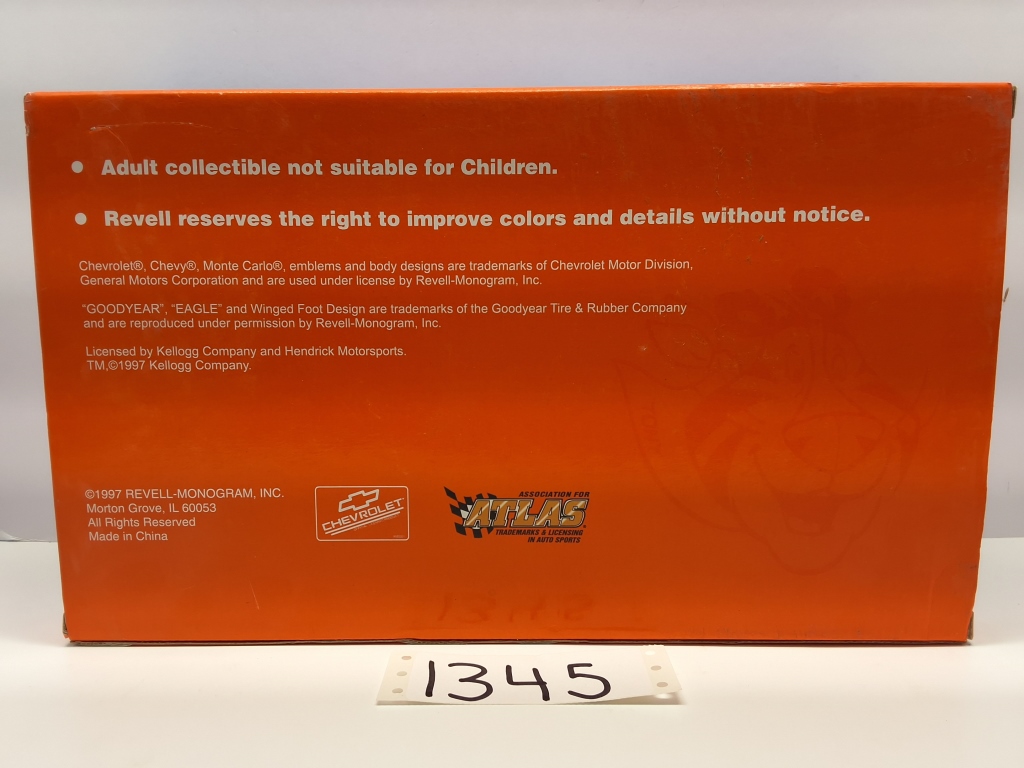 • Adult collectible not suitable for Children.
• Revell reserves the right to improve colors and details without notice.
Chevrolet®, Chevy®, Monte Carlo®, emblems and body designs are trademarks of Chevrolet Motor Division,
General Motors Corporation and are used under license by Revell-Monogram, Inc.
“GOODYEAR”, “EAGLE” and Winged Foot Design are trademarks of the Goodyear Tire & Rubber Company
and are reproduced under permission by Revell-Monogram, Inc.
Licensed by Kellogg Company and Hendrick Motorsports.
TM,©1997 Kellogg Company.
©1997 REVELL-MONOGRAM, INC.
Morton Grove, IL 60053
All Rights Reserved
Made in China
CHEVROLET
ASSOCIATION FOR
ATLAS
TRADEMARKS & LICENSING
IN AUTO SPORTS
1345